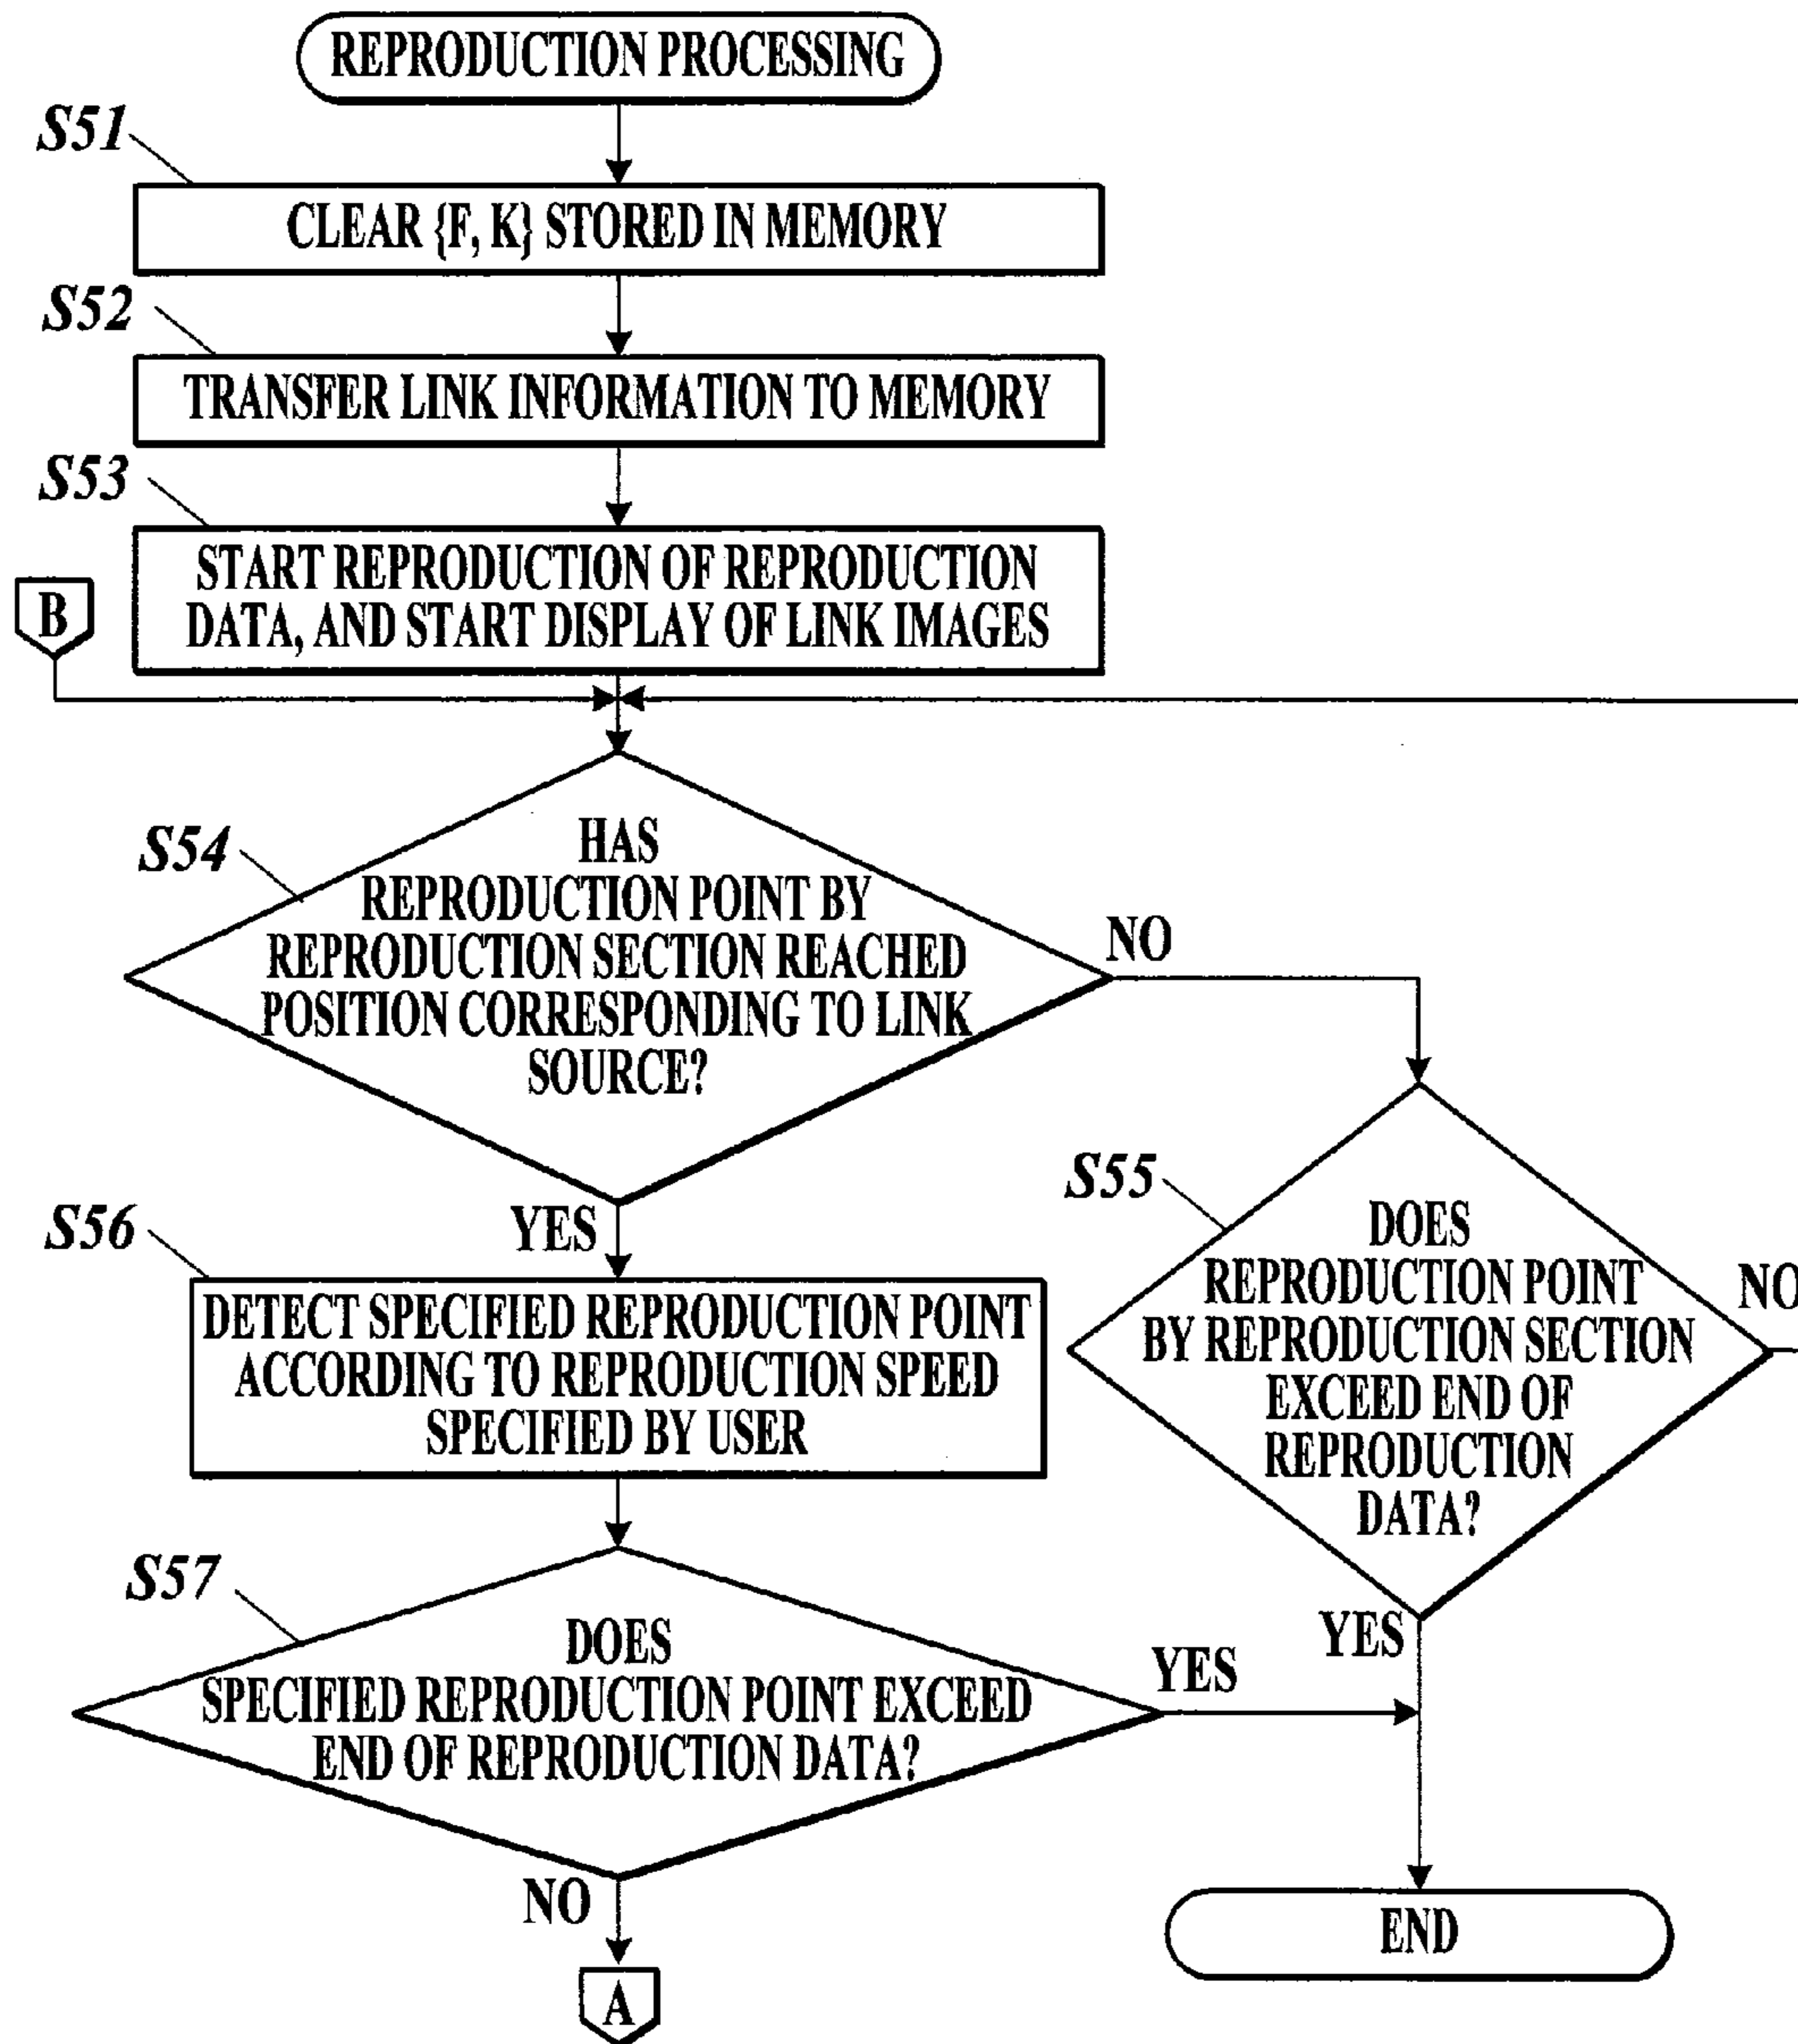 REPRODUCTION PROCESSING
S51
CLEAR {F, K} STORED IN MEMORY
S52
TRANSFER LINK INFORMATION TO MEMORY
S53
START REPRODUCTION OF REPRODUCTION
DATA, AND START DISPLAY OF LINK IMAGES
B
S54
HAS
REPRODUCTION POINT BY
REPRODUCTION SECTION REACHED
POSITION CORRESPONDING TO LINK
SOURCE?
NO
YES
S55
DOES
REPRODUCTION POINT
BY REPRODUCTION SECTION
EXCEED END OF
REPRODUCTION
DATA?
NO
YES
S56
DETECT SPECIFIED REPRODUCTION POINT
ACCORDING TO REPRODUCTION SPEED
SPECIFIED BY USER
S57
DOES
SPECIFIED REPRODUCTION POINT EXCEED
END OF REPRODUCTION DATA?
YES
NO
A
END